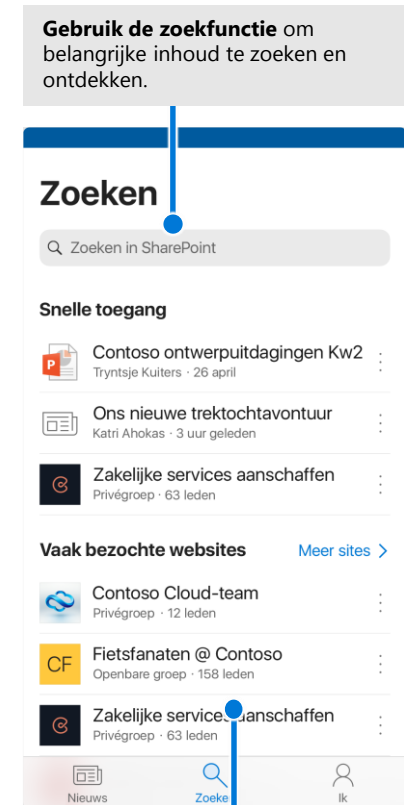 Gebruik de zoekfunctie om
belangrijke inhoud te zoeken en
ontdekken.
Zoeken
Zoeken in SharePoint
Snelle toegang
Contoso ontwerpuitdagingen Kw2
Tryntsje Kuiters · 26 april
Ons nieuwe trektochtavontuur
Katri Ahokas · 3 uur geleden
Zakelijke services aanschaffen
Privégroep · 63 leden
Vaak bezochte websites Meer sites >
Contoso Cloud-team
Privégroep · 12 leden
CF Fietsfanaten @ Contoso
Openbare groep · 158 leden
Zakelijke services aanschaffen
Privégroep · 63 leden
Nieuws Zoeke Ik